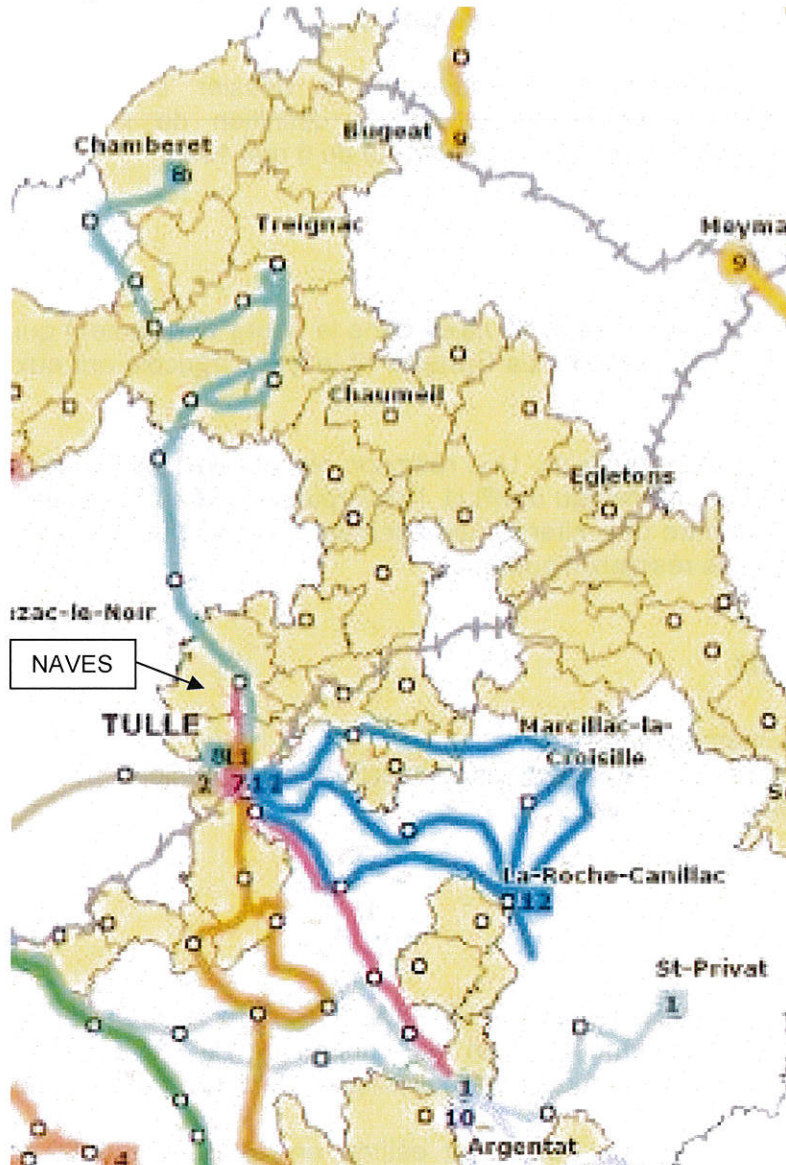 Bugeat
9
Chamberet
8
Treignac
Meyma
9
Chaumeil
Egletons
zac-le-Noir
NAVES
TULLE
8 11
2 7 12
Marcillac-la-
Croisille
La-Roche-Canillac
12
St-Privat
1
1
10
Argentat
4